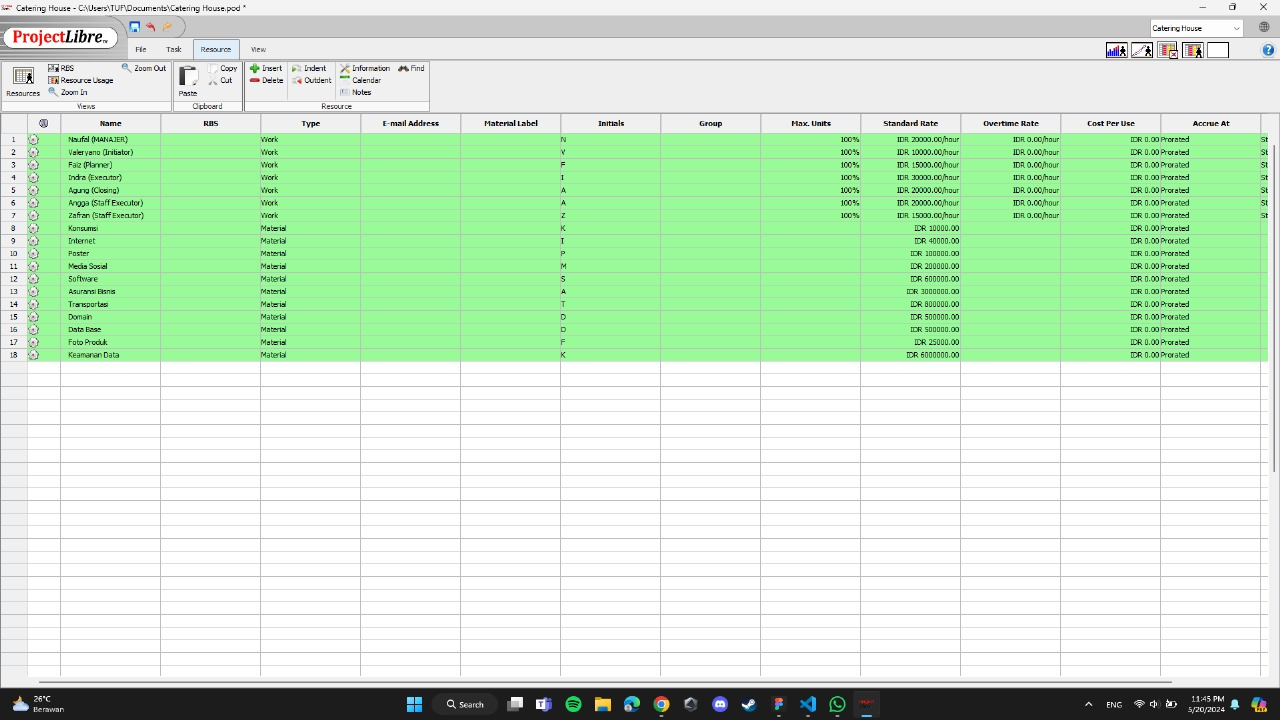 Catering House - C:\Users\TUF\Documents\Catering House.pod *
ProjectLibre
File Task Resource View
Catering House
Resources
RBS
Resource Usage
Zoom In
Zoom Out
Views
Paste
Copy
Cut
Clipboard
Insert
Delete
Indent
Outdent
Information
Calendar
Notes
Find
Resource
Name RBS Type E-mail Address Material Label Initials Group Max. Units Standard Rate Overtime Rate Cost Per Use Accrue At
1 Naufal (MANAJER) Work N 100% IDR 20000.00/hour IDR 0.00/hour IDR 0.00 Prorated St
2 Valeryano (Initiator) Work V 100% IDR 10000.00/hour IDR 0.00/hour IDR 0.00 Prorated St
3 Faiz (Planner) Work F 100% IDR 15000.00/hour IDR 0.00/hour IDR 0.00 Prorated St
4 Indra (Executor) Work I 100% IDR 30000.00/hour IDR 0.00/hour IDR 0.00 Prorated St
5 Agung (Closing) Work A 100% IDR 20000.00/hour IDR 0.00/hour IDR 0.00 Prorated St
6 Angga (Staff Executor) Work A 100% IDR 20000.00/hour IDR 0.00/hour IDR 0.00 Prorated St
7 Zafran (Staff Executor) Work Z 100% IDR 15000.00/hour IDR 0.00/hour IDR 0.00 Prorated St
8 Konsumsi Material K IDR 10000.00 IDR 0.00 Prorated
9 Internet Material I IDR 40000.00 IDR 0.00 Prorated
10 Poster Material P IDR 100000.00 IDR 0.00 Prorated
11 Media Sosial Material M IDR 200000.00 IDR 0.00 Prorated
12 Software Material S IDR 600000.00 IDR 0.00 Prorated
13 Asuransi Bisnis Material A IDR 3000000.00 IDR 0.00 Prorated
14 Transportasi Material T IDR 800000.00 IDR 0.00 Prorated
15 Domain Material D IDR 500000.00 IDR 0.00 Prorated
16 Data Base Material D IDR 500000.00 IDR 0.00 Prorated
17 Foto Produk Material F IDR 25000.00 IDR 0.00 Prorated
18 Keamanan Data Material K IDR 6000000.00 IDR 0.00 Prorated
26°C
Berawan
Search
ENG
11:45 PM
5/20/2024